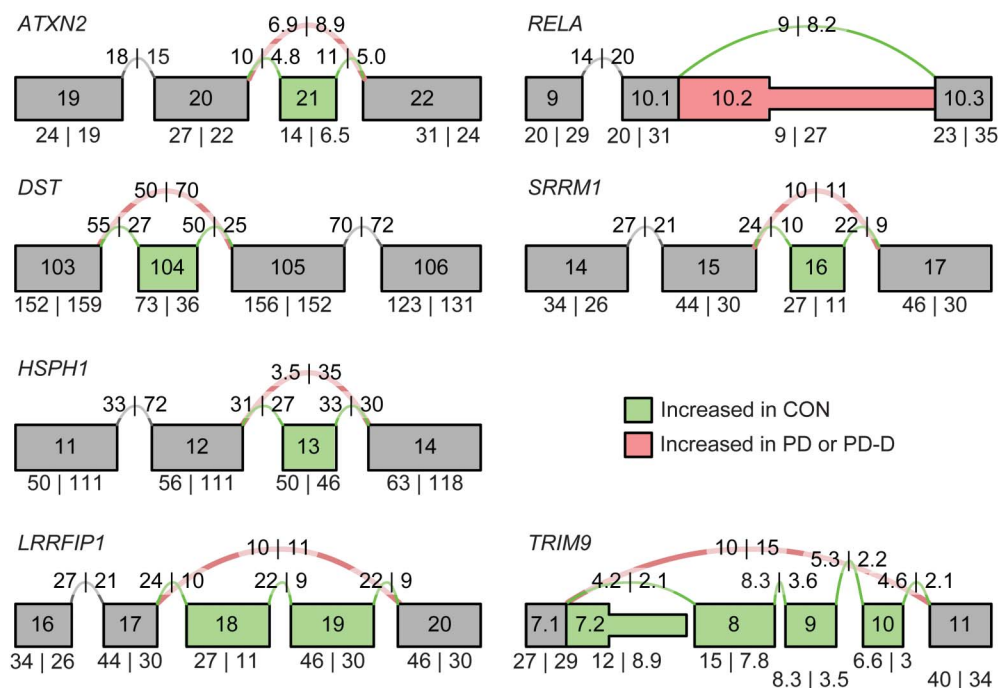 ATXN2
6.9 | 8.9
18 | 15
10 | 4.8
11 | 5.0
19
20
21
22
24 | 19
27 | 22
14 | 6.5
31 | 24
RELA
9 | 8.2
14 | 20
9
10.1
10.2
10.3
20 | 29
20 | 31
9 | 27
23 | 35
DST
50 | 70
55 | 27
50 | 25
70 | 72
103
104
105
106
152 | 159
73 | 36
156 | 152
123 | 131
SRRM1
10 | 11
27 | 21
24 | 10
22 | 9
14
15
16
17
34 | 26
44 | 30
27 | 11
46 | 30
HSPH1
3.5 | 35
33 | 72
31 | 27
33 | 30
11
12
13
14
50 | 111
56 | 111
50 | 46
63 | 118
Increased in CON
Increased in PD or PD-D
LRRFIP1
10 | 11
27 | 21
24 | 10
22 | 9
22 | 9
16
17
18
19
20
34 | 26
44 | 30
27 | 11
46 | 30
46 | 30
TRIM9
10 | 15
5.3 | 2.2
4.2 | 2.1
8.3 | 3.6
4.6 | 2.1
7.1
7.2
8
9
10
11
27 | 29
12 | 8.9
15 | 7.8
8.3 | 3.5
6.6 | 3
40 | 34